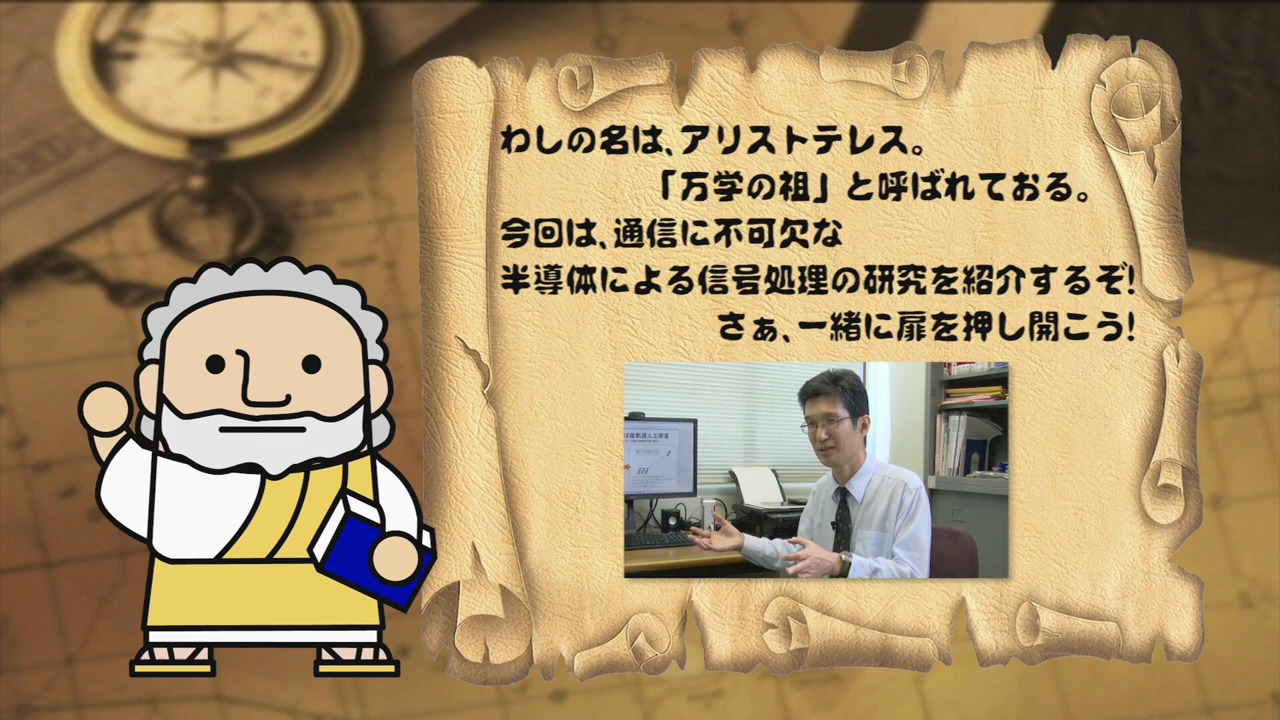 わしの名は、アリストテレス。
「万学の祖」と呼ばれておる。
今回は、通信に不可欠な
半導体による信号処理の研究を紹介するぞ!
さぁ、一緒に扉を押し開こう!